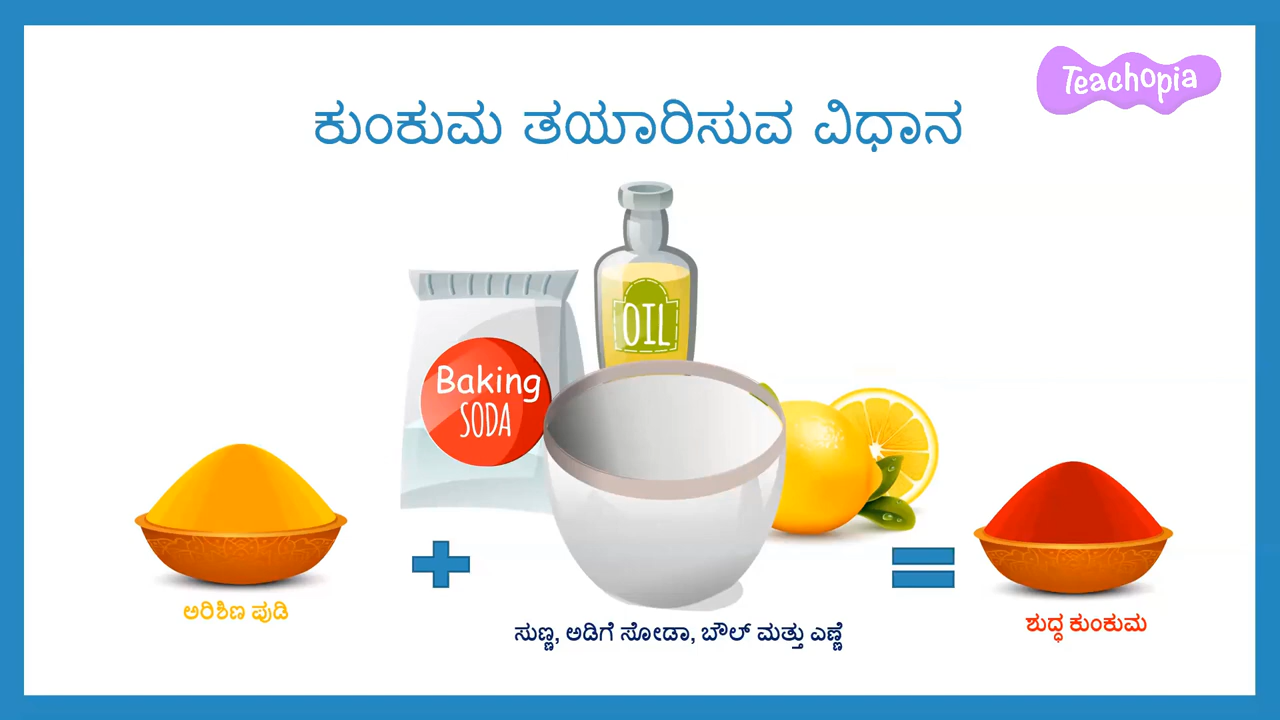 Teachopia
ಕುಂಕುಮ ತಯಾರಿಸುವ ವಿಧಾನ
OIL
Baking
SODA
ಅರಿಶಿಣ ಪುಡಿ
ಸುಣ್ಣ, ಅಡಿಗೆ ಸೋಡಾ, ಬೌಲ್ ಮತ್ತು ಎಣ್ಣೆ
ಶುದ್ಧ ಕುಂಕುಮ